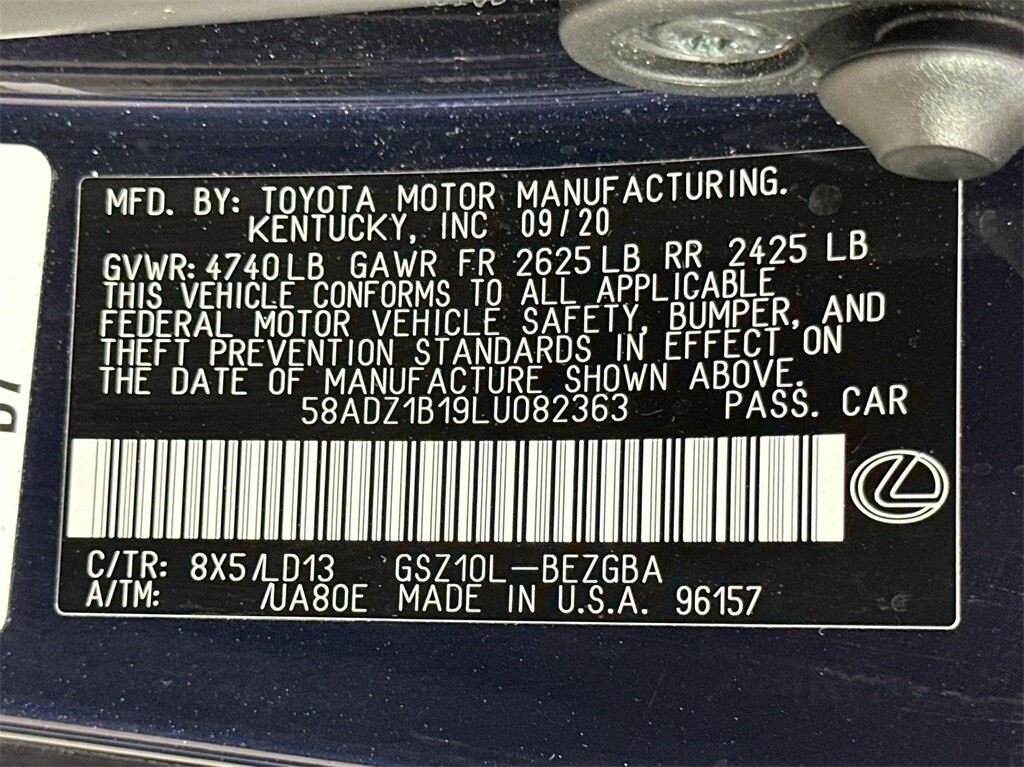 MFD. BY: TOYOTA MOTOR MANUFACTURING.
KENTUCKY, INC 09/20
GVWR: 4740LB GAWR FR 2625LB RR 2425 LB
THIS VEHICLE CONFORMS TO ALL APPLICABLE
FEDERAL MOTOR VEHICLE SAFETY, BUMPER, AND
THEFT PREVENTION STANDARDS IN EFFECT ON
THE DATE OF MANUFACTURE SHOWN ABOVE.
58ADZ1B19LU082363 PASS. CAR
C/TR: 8X5/LD13 GSZ10L-BEZGBA
A/TM: /UA80E MADE IN U.S.A. 96157